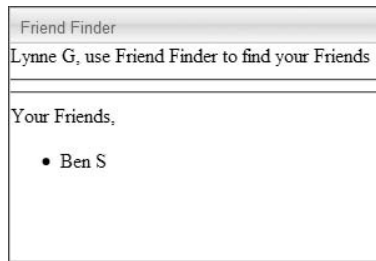 Friend Finder
Lynne G, use Friend Finder to find your Friends
Your Friends,
• Ben S